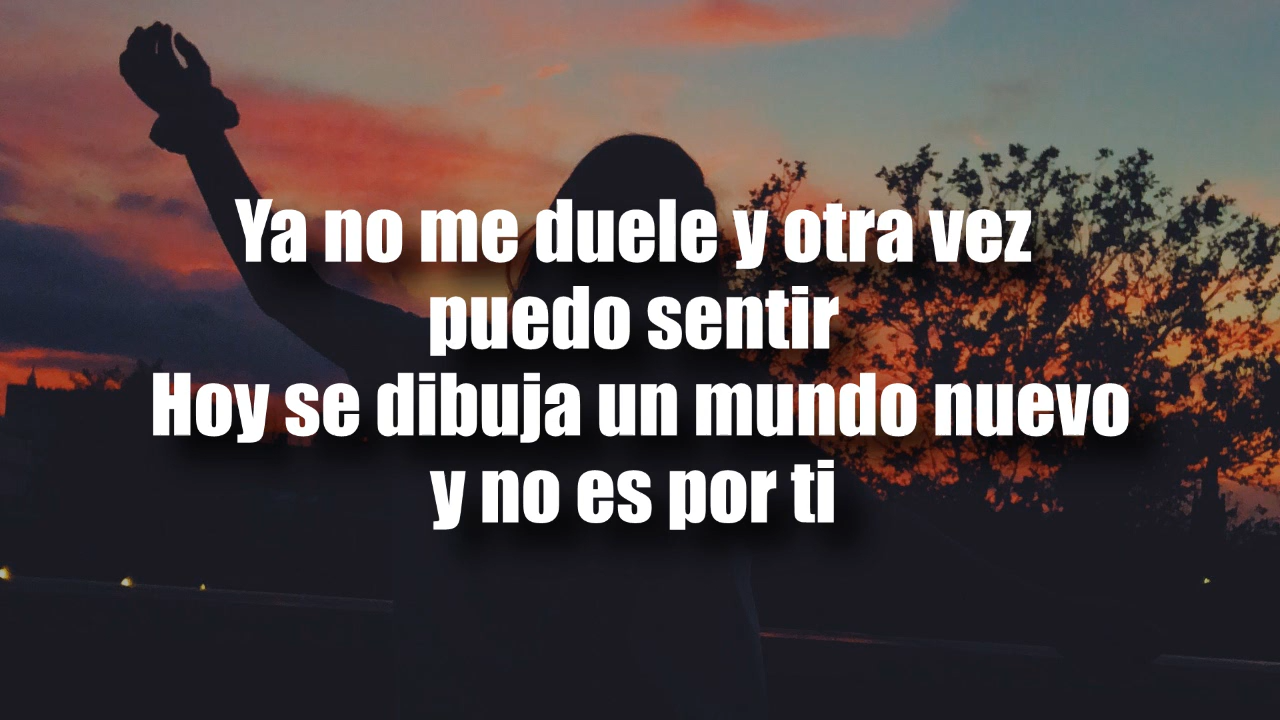 Ya no me duele y otra vez
puedo sentir
Hoy se dibuja un mundo nuevo
y no es por ti